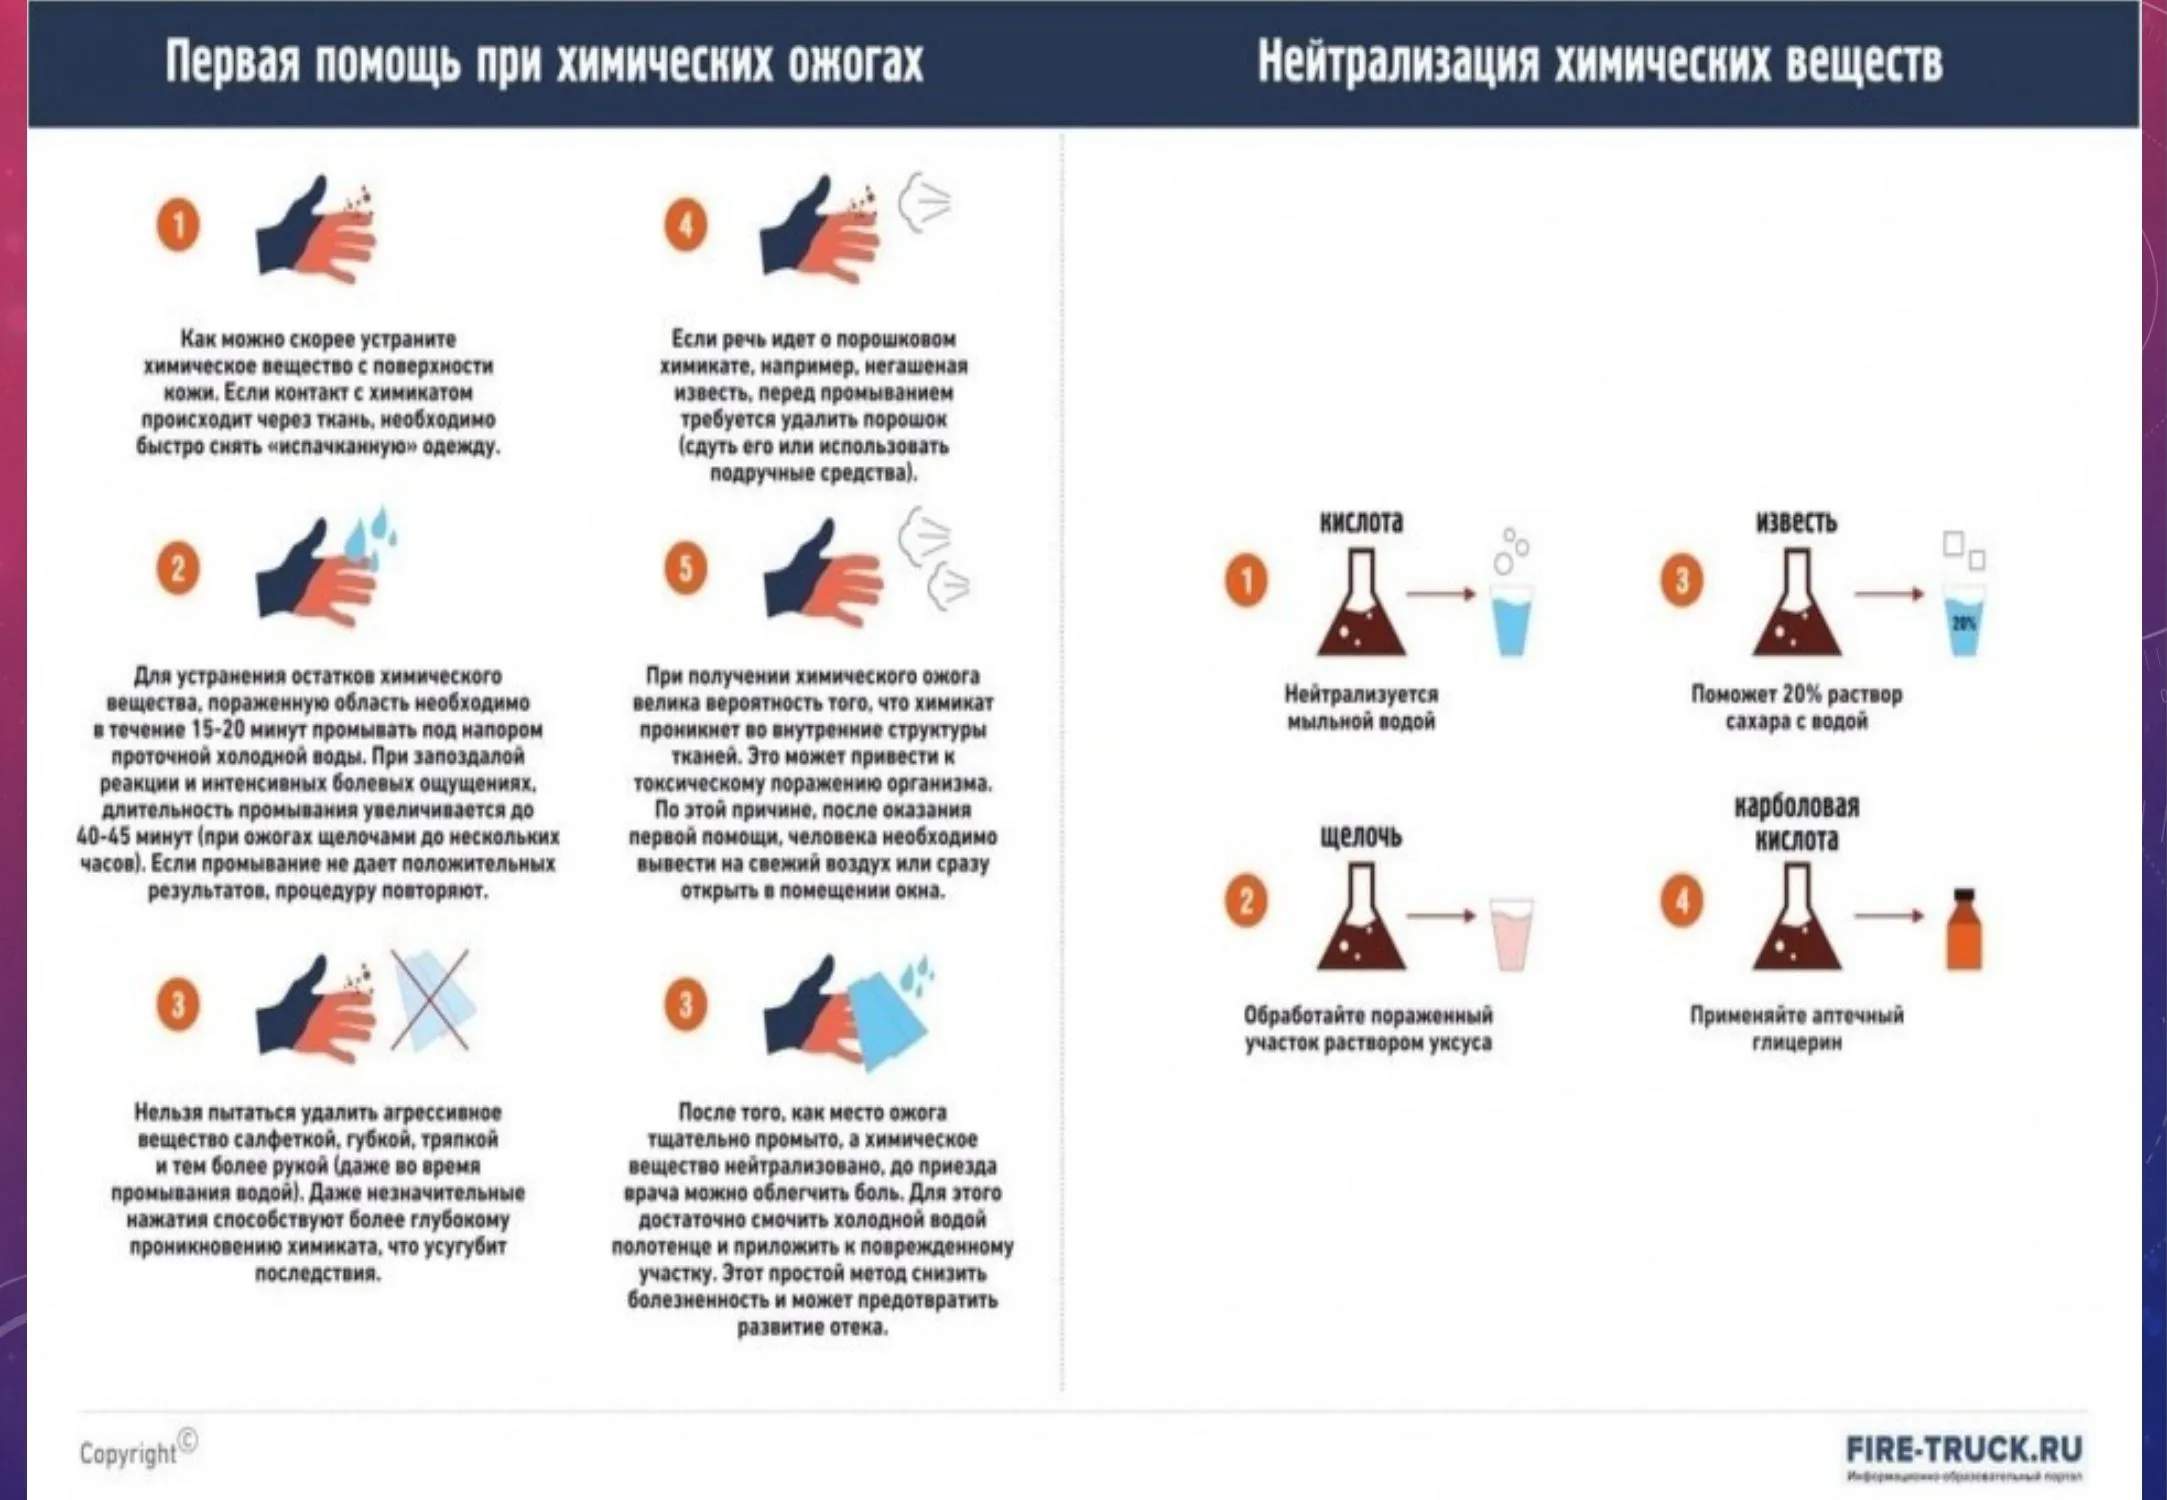 Первая помощь при химических ожогах
1
Как можно скорее устраните
химическое вещество с поверхности
кожи. Если контакт с химикатом
происходит через ткань, необходимо
быстро снять «испачканную» одежду.
2
Для устранения остатков химического
вещества, пораженную область необходимо
в течение 15-20 минут промывать под напором
проточной холодной воды. При запоздалой
реакции и интенсивных болевых ощущениях,
длительность промывания увеличивается до
40-45 минут (при ожогах щелочами до нескольких
часов). Если промывание не дает положительных
результатов, процедуру повторяют.
3
Нельзя пытаться удалить агрессивное
вещество салфеткой, губкой, тряпкой
и тем более рукой (даже во время
промывания водой). Даже незначительные
нажатия способствуют более глубокому
проникновению химиката, что усугубит
последствия.
4
Если речь идет о порошковом
химикате, например, негашеная
известь, перед промыванием
требуется удалить порошок
(сдуть его или использовать
подручные средства).
5
При получении химического ожога
велика вероятность того, что химикат
проникнет во внутренние структуры
тканей. Это может привести к
токсическому поражению организма.
По этой причине, после оказания
первой помощи, человека необходимо
вывести на свежий воздух или сразу
открыть в помещении окна.
3
После того, как место ожога
тщательно промыто, а химическое
вещество нейтрализовано, до приезда
врача можно облегчить боль. Для этого
достаточно смочить холодной водой
полотенце и приложить к поврежденному
участку. Этот простой метод снизить
болезненность и может предотвратить
развитие отека.
Нейтрализация химических веществ
1
кислота
Нейтрализуется
мыльной водой
2
щелочь
Обработайте пораженный
участок раствором уксуса
3
известь
20%
Поможет 20% раствор
сахара с водой
4
карболовая
кислота
Применяйте аптечный
глицерин
Copyright©
FIRE-TRUCK.RU
Информационно-образовательный портал